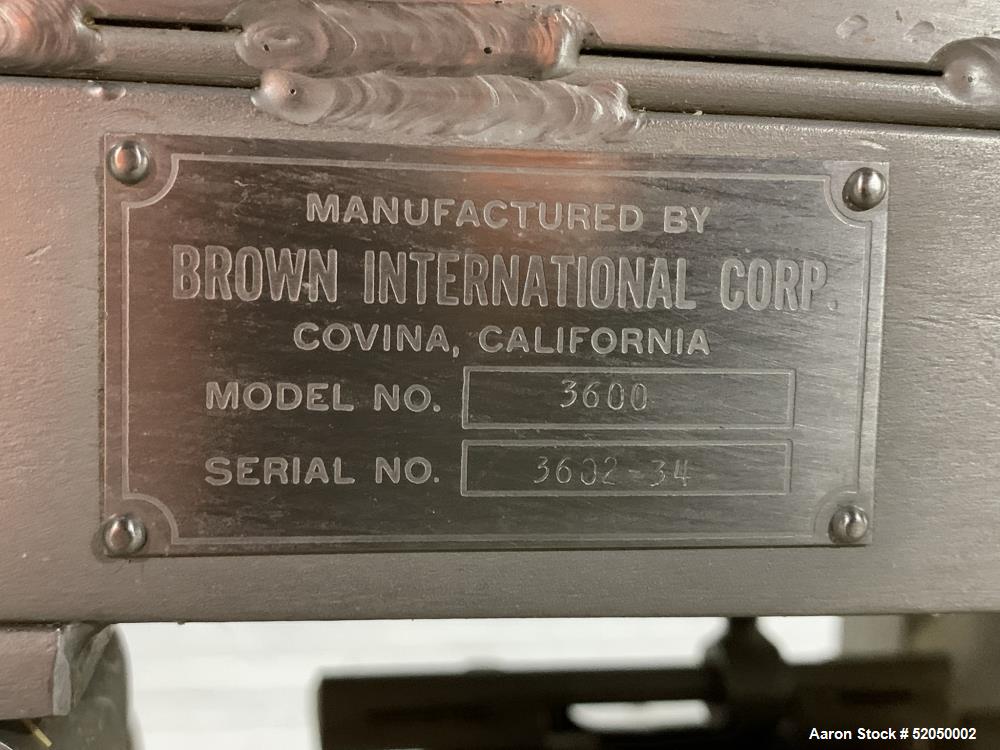 MANUFACTURED BY
BROWN INTERNATIONAL CORP.
COVINA, CALIFORNIA
MODEL NO. 3600
SERIAL NO. 3602-34
Aaron Stock # 52050002